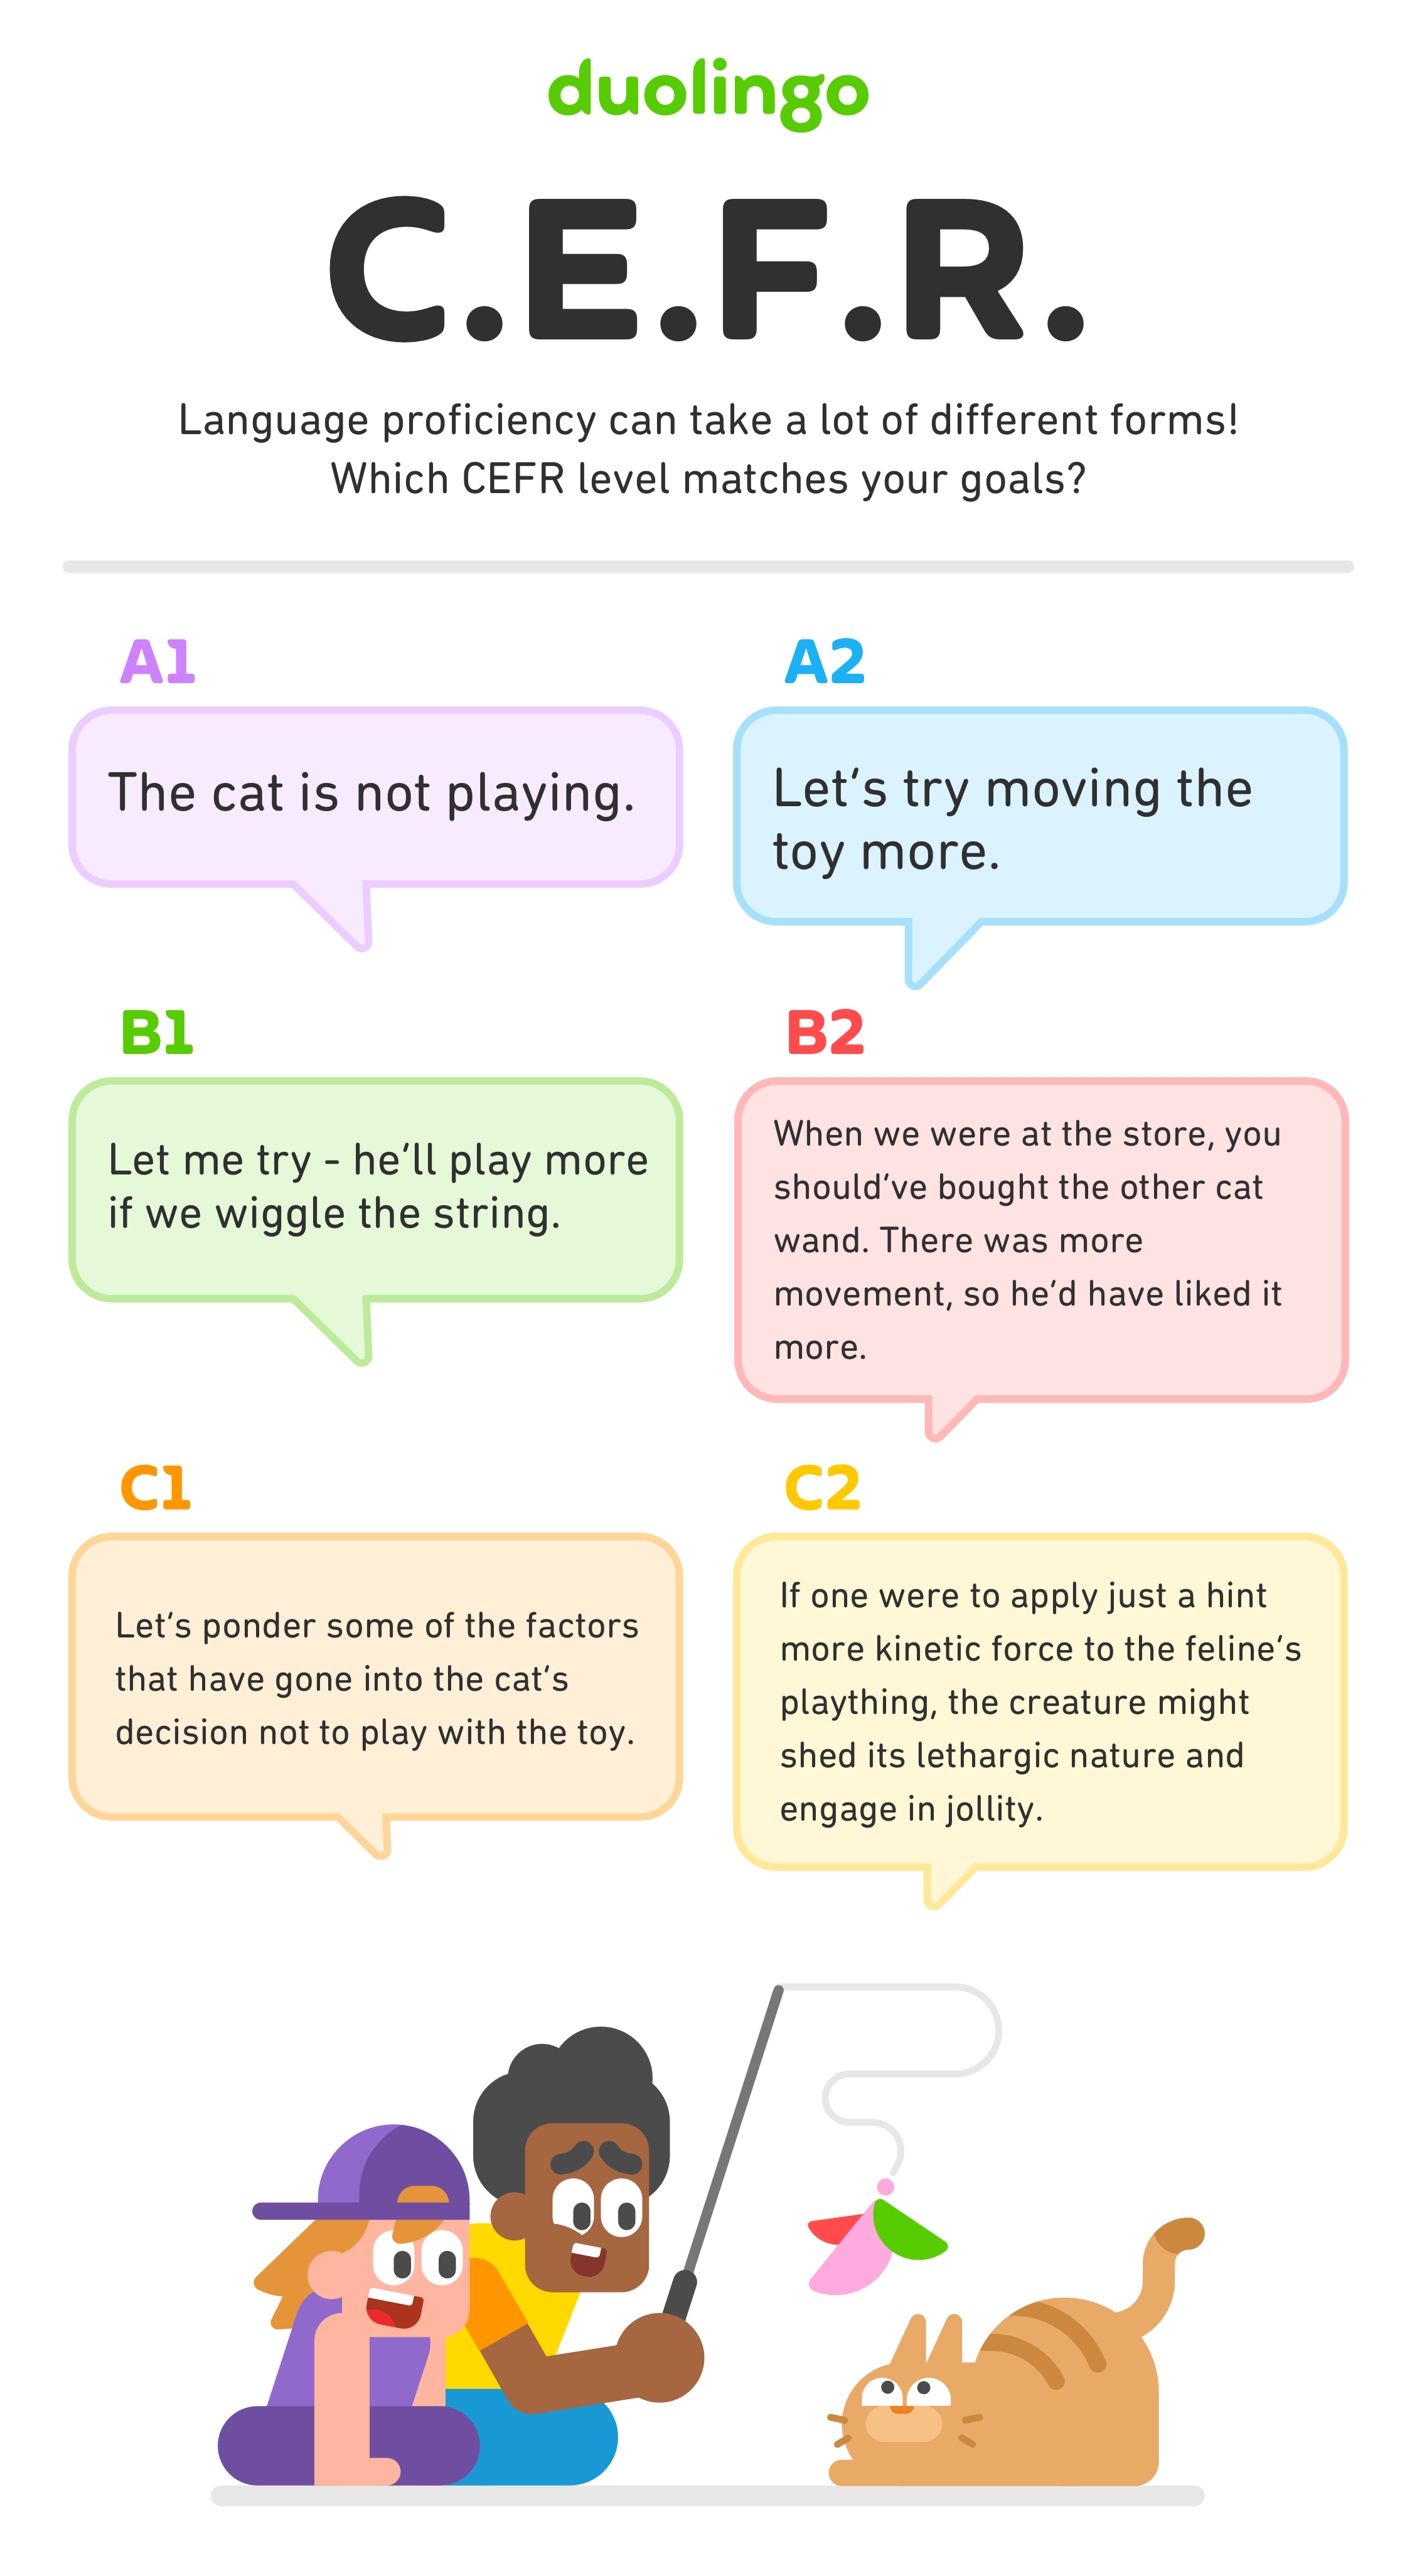 duolingo
C.E.F.R.
Language proficiency can take a lot of different forms!
Which CEFR level matches your goals?
A1
The cat is not playing.
A2
Let’s try moving the
toy more.
B1
Let me try - he’ll play more
if we wiggle the string.
B2
When we were at the store, you
should’ve bought the other cat
wand. There was more
movement, so he’d have liked it
more.
C1
Let’s ponder some of the factors
that have gone into the cat’s
decision not to play with the toy.
C2
If one were to apply just a hint
more kinetic force to the feline’s
plaything, the creature might
shed its lethargic nature and
engage in jollity.